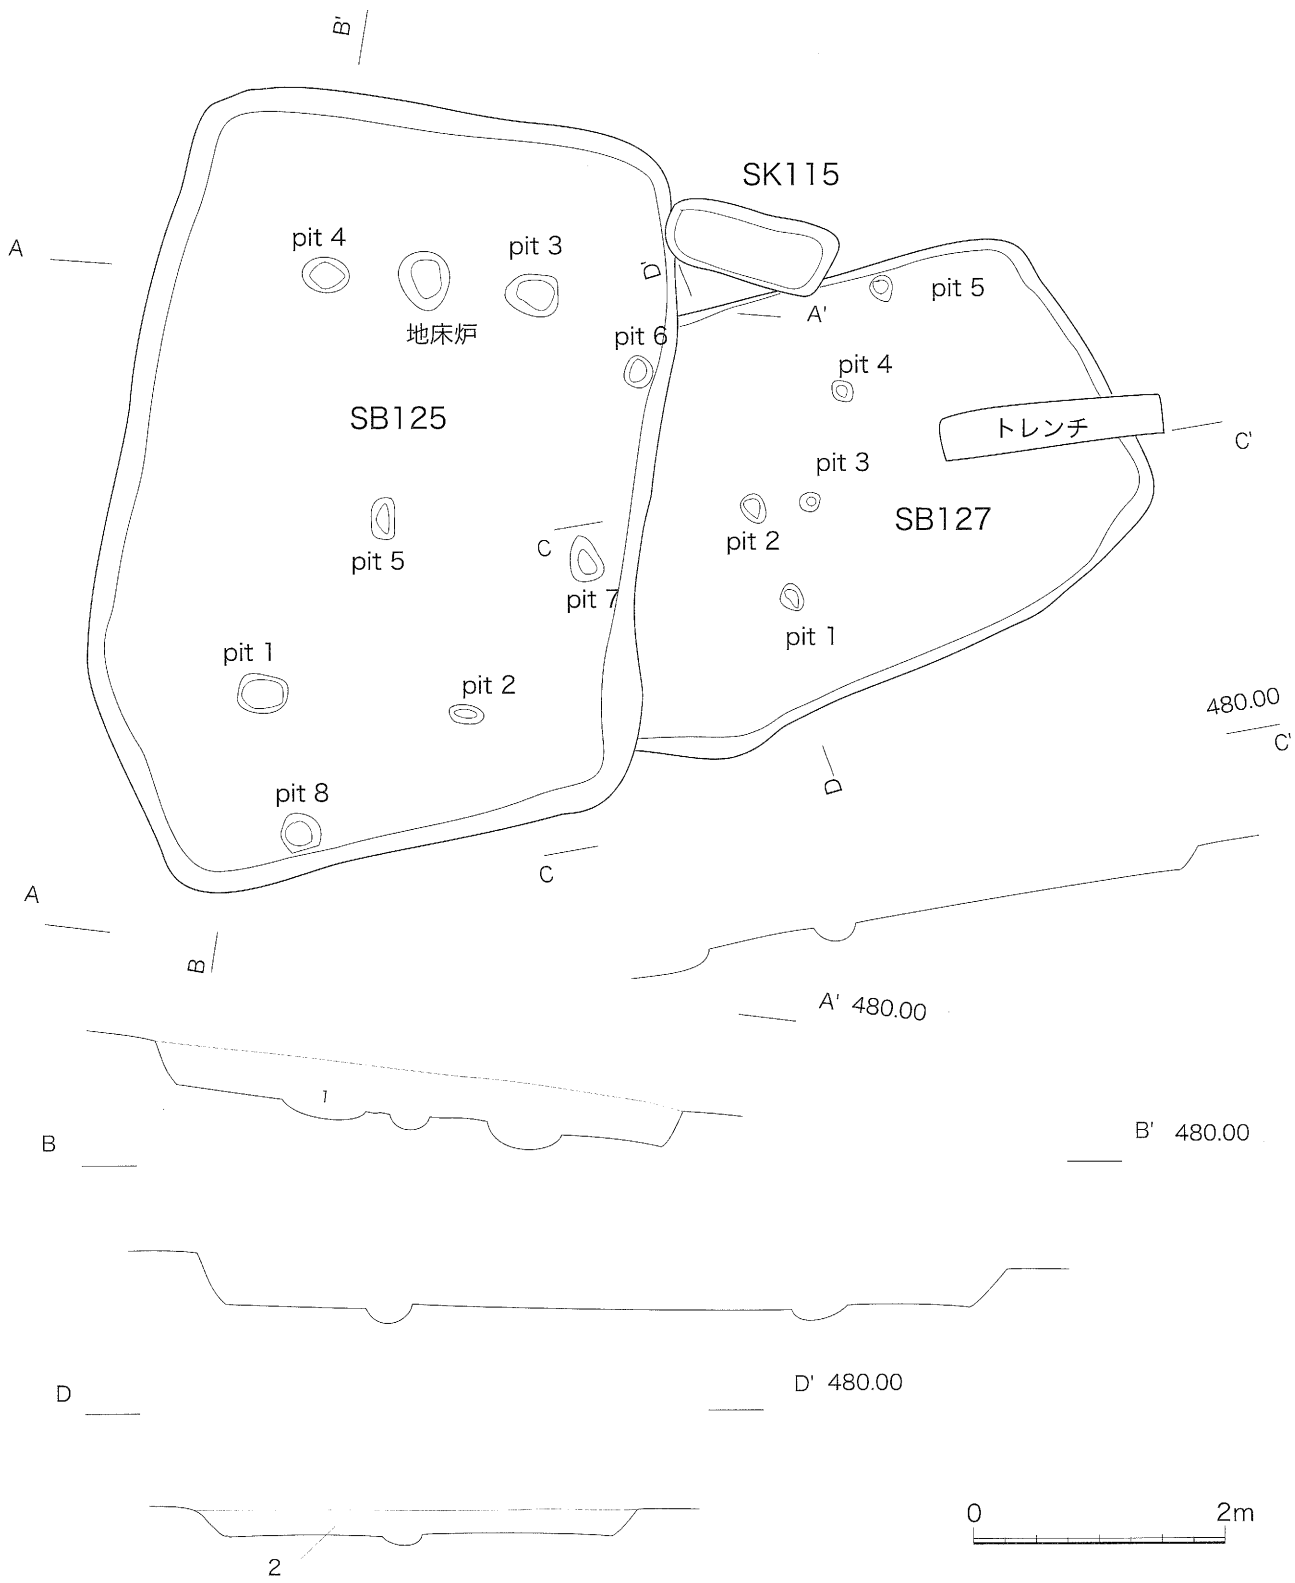 B'
SK115
A
pit 4
pit 3
D'
pit 5
A'
地床炉
pit 6
pit 4
SB125
トレンチ
C'
pit 3
SB127
C
pit 5
pit 2
pit 7
pit 1
pit 1
pit 2
480.00
C'
pit 8
D
C
A
B
A' 480.00
1
B
B' 480.00
D
D' 480.00
0 2m
2